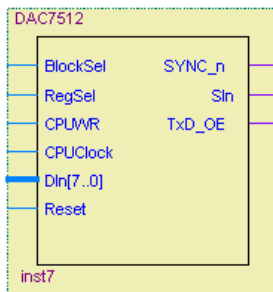 DAC7512
BlockSel SYNC_n
RegSel SIn
CPUWR TxD_OE
CPUClock
DIn[7..0]
Reset
inst7